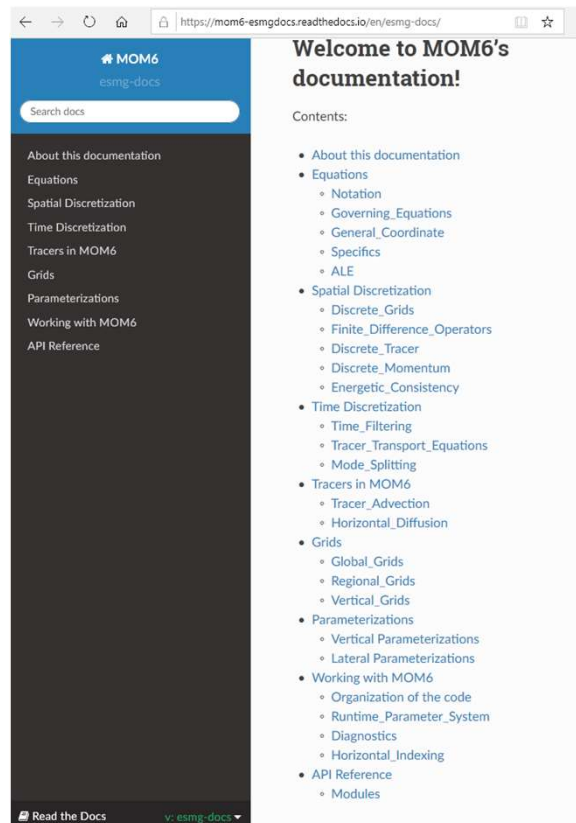 https://mom6-esmgdocs.readthedocs.io/en/esmg-docs/
MOM6
esmg-docs
Search docs
About this documentation
Equations
Spatial Discretization
Time Discretization
Tracers in MOM6
Grids
Parameterizations
Working with MOM6
API Reference
Read the Docs
v: esmg-docs
Welcome to MOM6's
documentation!
Contents:
About this documentation
Equations
Notation
Governing_Equations
General_Coordinate
Specifics
ALE
Spatial Discretization
Discrete_Grids
Finite_Difference_Operators
Discrete_Tracer
Discrete_Momentum
Energetic_Consistency
Time Discretization
Time_Filtering
Tracer_Transport_Equations
Mode_Splitting
Tracers in MOM6
Tracer_Advection
Horizontal_Diffusion
Grids
Global_Grids
Regional_Grids
Vertical_Grids
Parameterizations
Vertical Parameterizations
Lateral Parameterizations
Working with MOM6
Organization of the code
Runtime_Parameter_System
Diagnostics
Horizontal_Indexing
API Reference
Modules